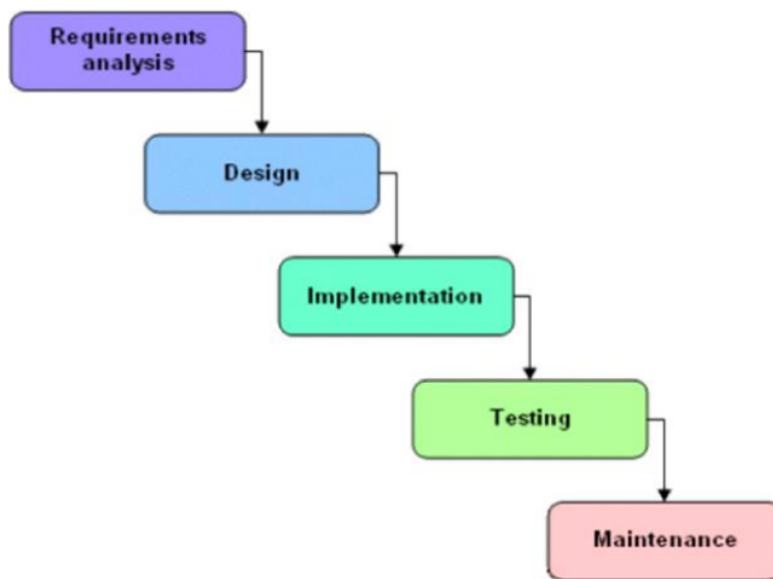 Requirements
analysis
Design
Implementation
Testing
Maintenance